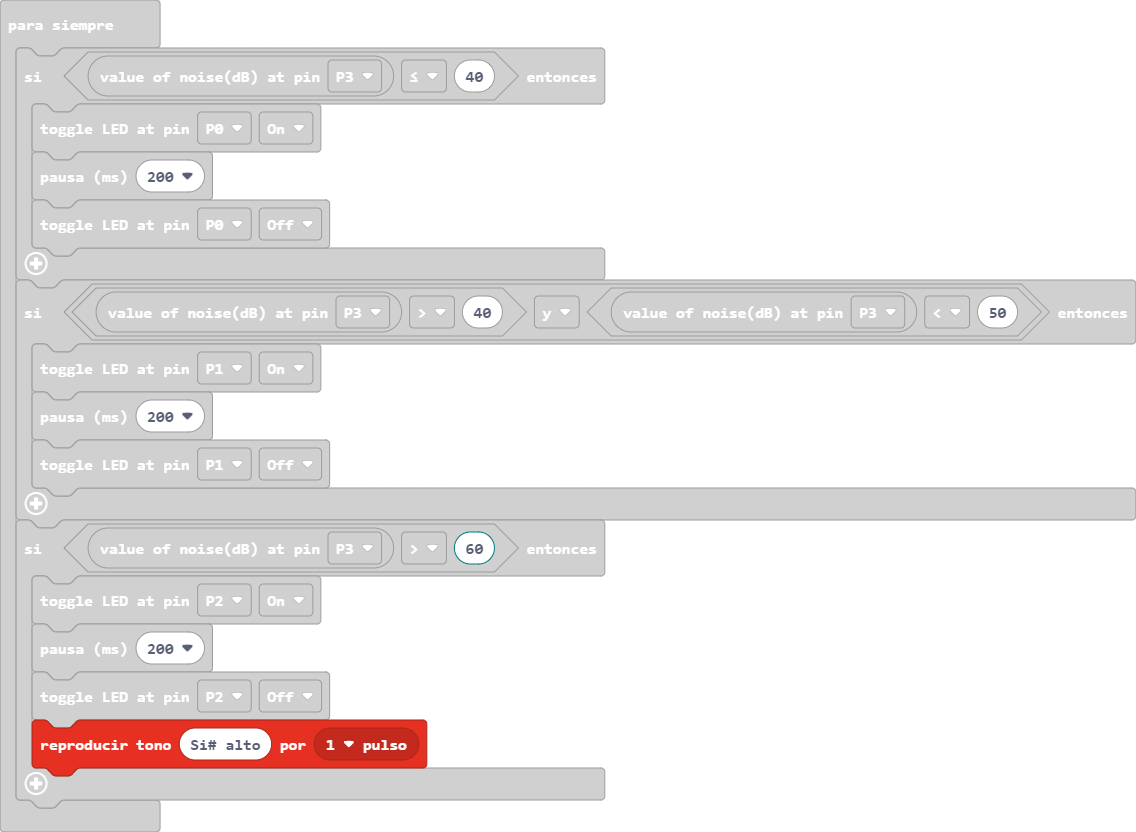 para siempre
si value of noise(dB) at pin P3 ≤ 40 entonces
toggle LED at pin P0 On
pausa (ms) 200
toggle LED at pin P0 Off
si value of noise(dB) at pin P3 > 40 y value of noise(dB) at pin P3 < 50 entonces
toggle LED at pin P1 On
pausa (ms) 200
toggle LED at pin P1 Off
si value of noise(dB) at pin P3 > 60 entonces
toggle LED at pin P2 On
pausa (ms) 200
toggle LED at pin P2 Off
reproducir tono Si# alto por 1 pulso